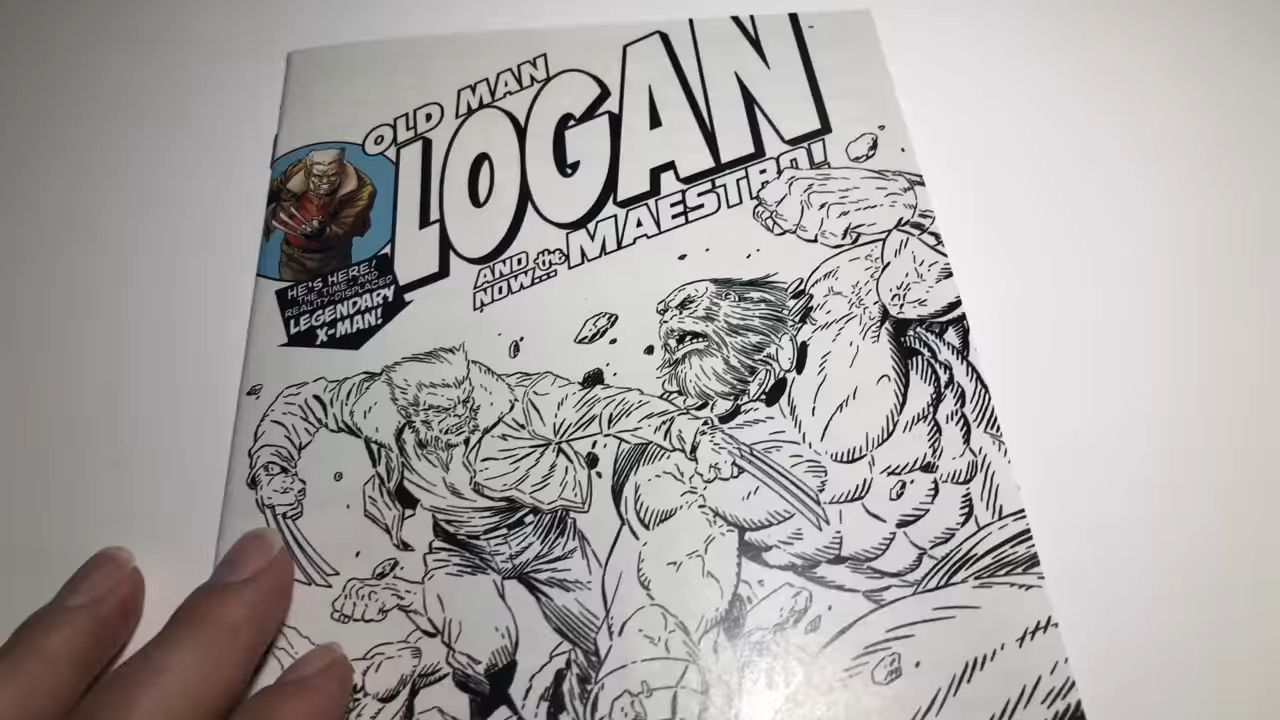 OLD MAN
LOGAN
AND the MAESTRO!
NOW...
HE'S HERE!
THE TIME- AND
REALITY-DISPLACED
LEGENDARY
X-MAN!